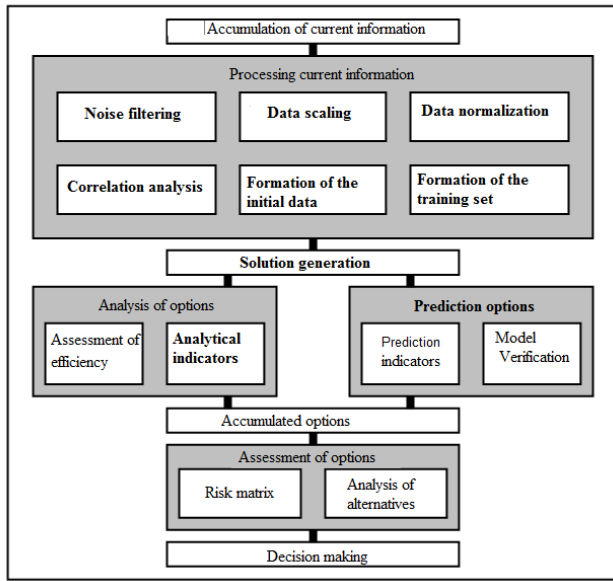 Accumulation of current information
Processing current information
Noise filtering
Data scaling
Data normalization
Correlation analysis
Formation of the
initial data
Formation of the
training set
Solution generation
Analysis of options
Assessment of
efficiency
Analytical
indicators
Prediction options
Prediction
indicators
Model
Verification
Accumulated options
Assessment of options
Risk matrix
Analysis of
alternatives
Decision making